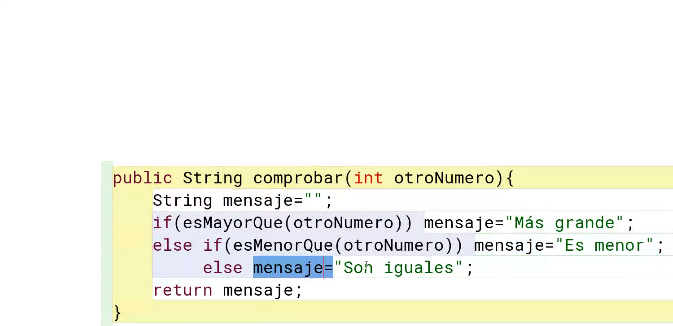 public String comprobar(int otroNumero){
String mensaje="";
if(esMayorQue(otroNumero)) mensaje="Más grande";
else if(esMenorQue(otroNumero)) mensaje="Es menor";
else mensaje="Son iguales";
return mensaje;
}